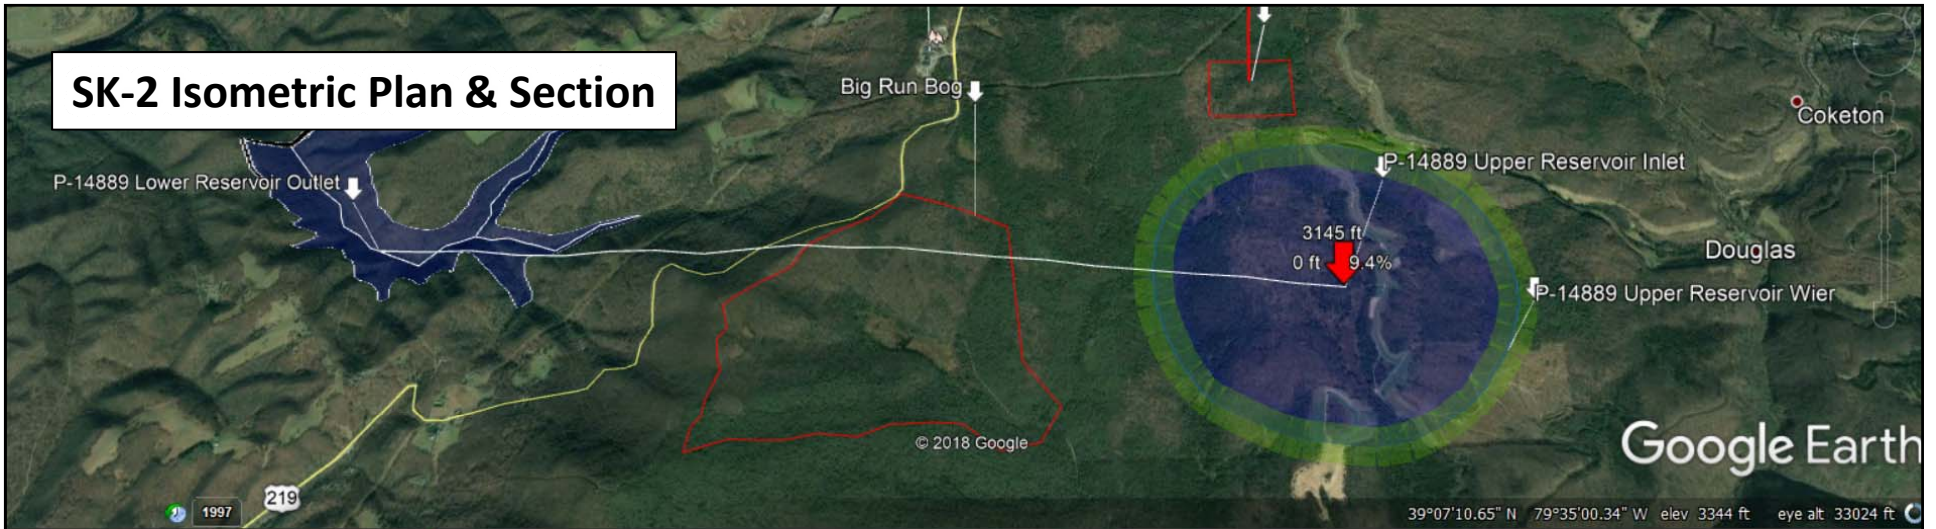 SK-2 Isometric Plan & Section
Big Run Bog
Coketon
P-14889 Lower Reservoir Outlet
P-14889 Upper Reservoir Inlet
3145 ft
0 ft 9.4%
Douglas
P-14889 Upper Reservoir Wier
© 2018 Google
Google Earth
219
1997
39°07'10.65" N 79°35'00.34" W elev 3344 ft eye alt 33024 ft